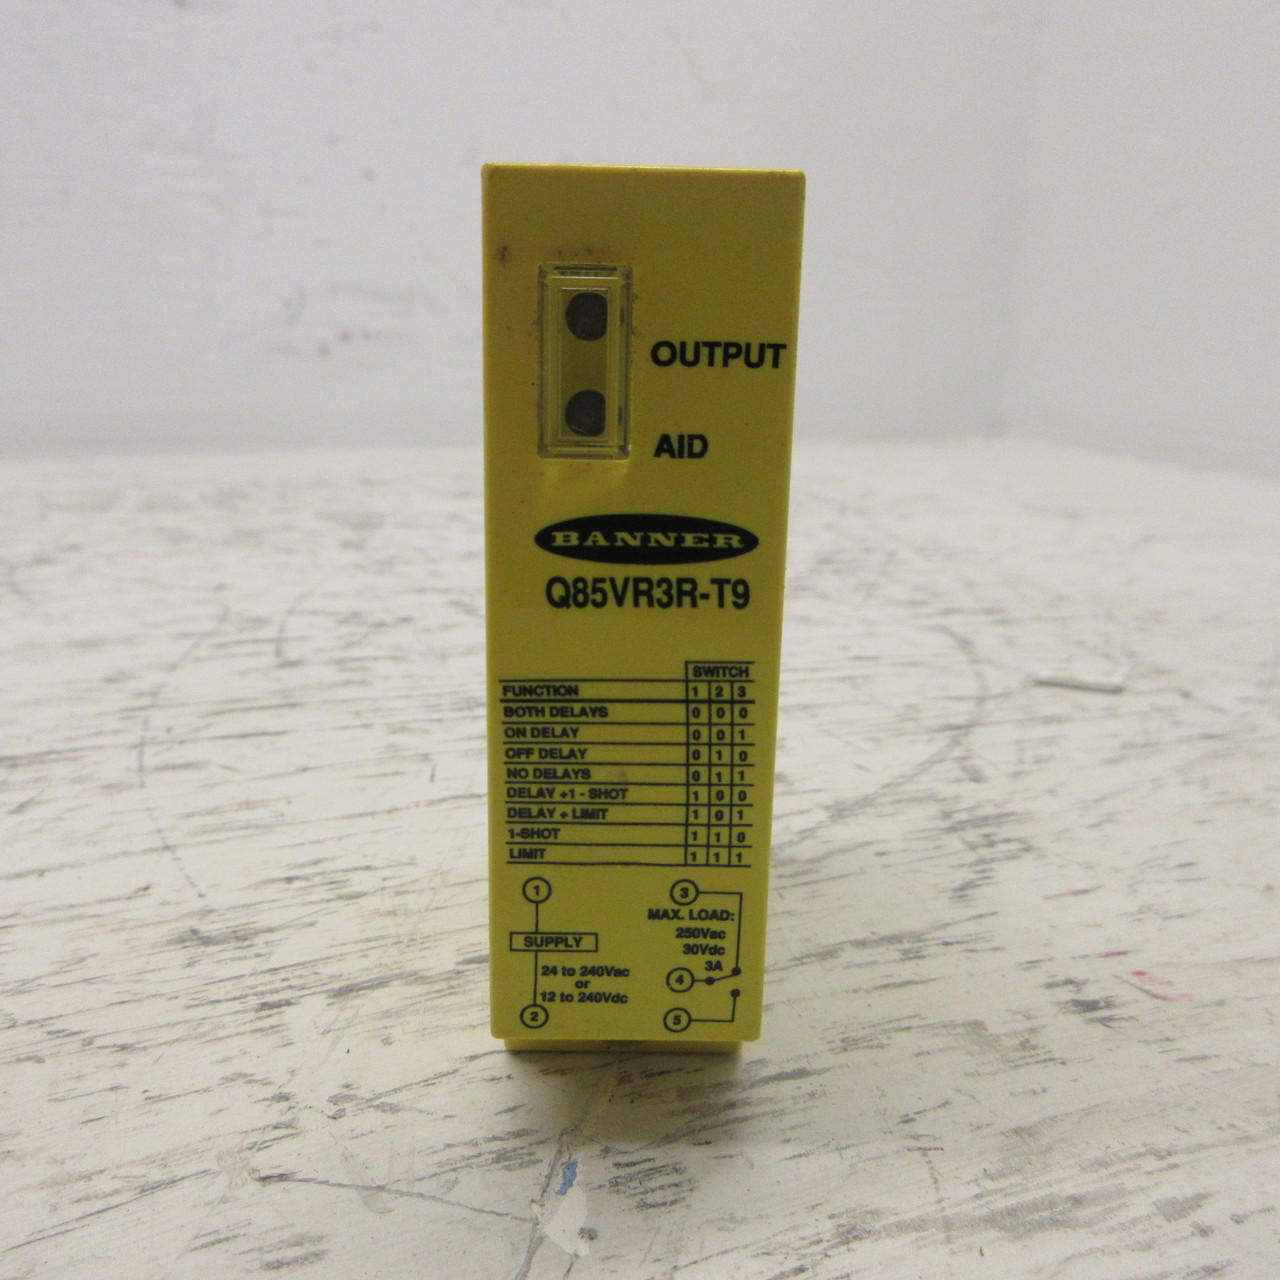 OUTPUT
AID
BANNER
Q85VR3R-T9
SWITCH
FUNCTION 1 2 3
BOTH DELAYS 0 0 0
ON DELAY 0 0 1
OFF DELAY 0 1 0
NO DELAYS 0 1 1
DELAY +1 - SHOT 1 0 0
DELAY + LIMIT 1 0 1
1-SHOT 1 1 0
LIMIT 1 1 1
1
SUPPLY
24 to 240Vac
or
12 to 240Vdc
2
3
MAX. LOAD:
250Vac
30Vdc
3A
4
5